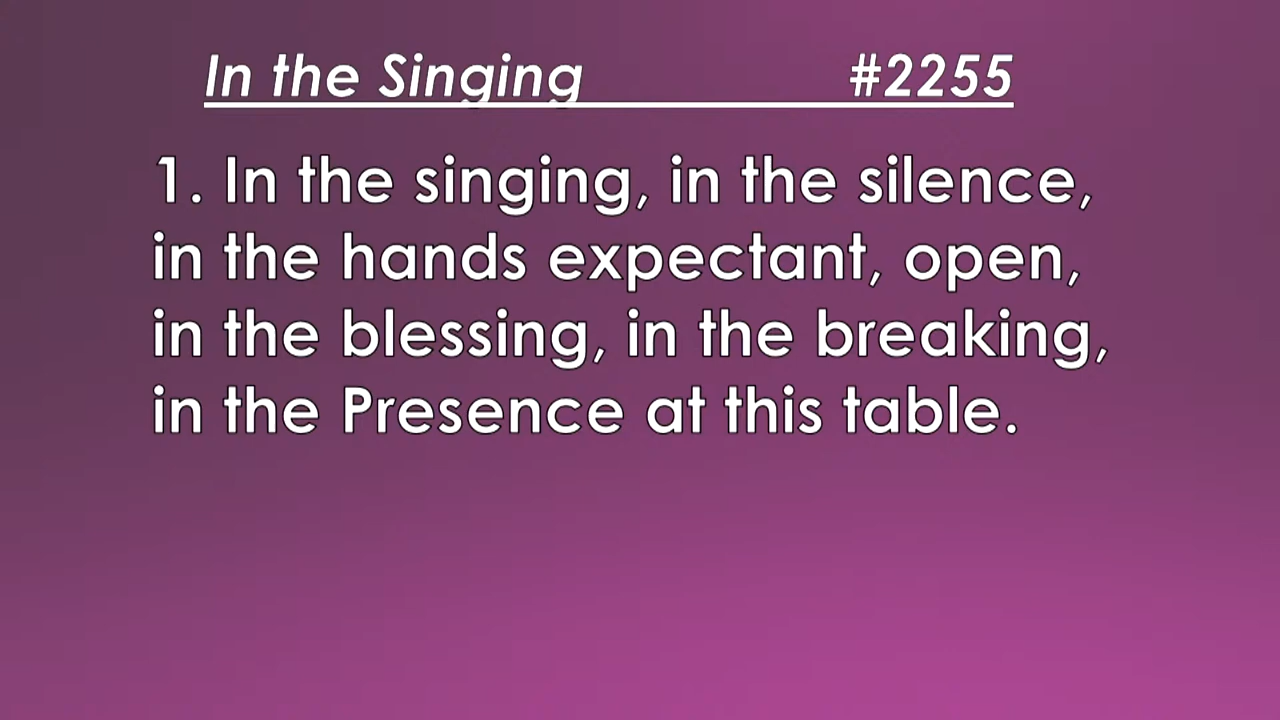 In the Singing #2255
1. In the singing, in the silence,
in the hands expectant, open,
in the blessing, in the breaking,
in the Presence at this table.